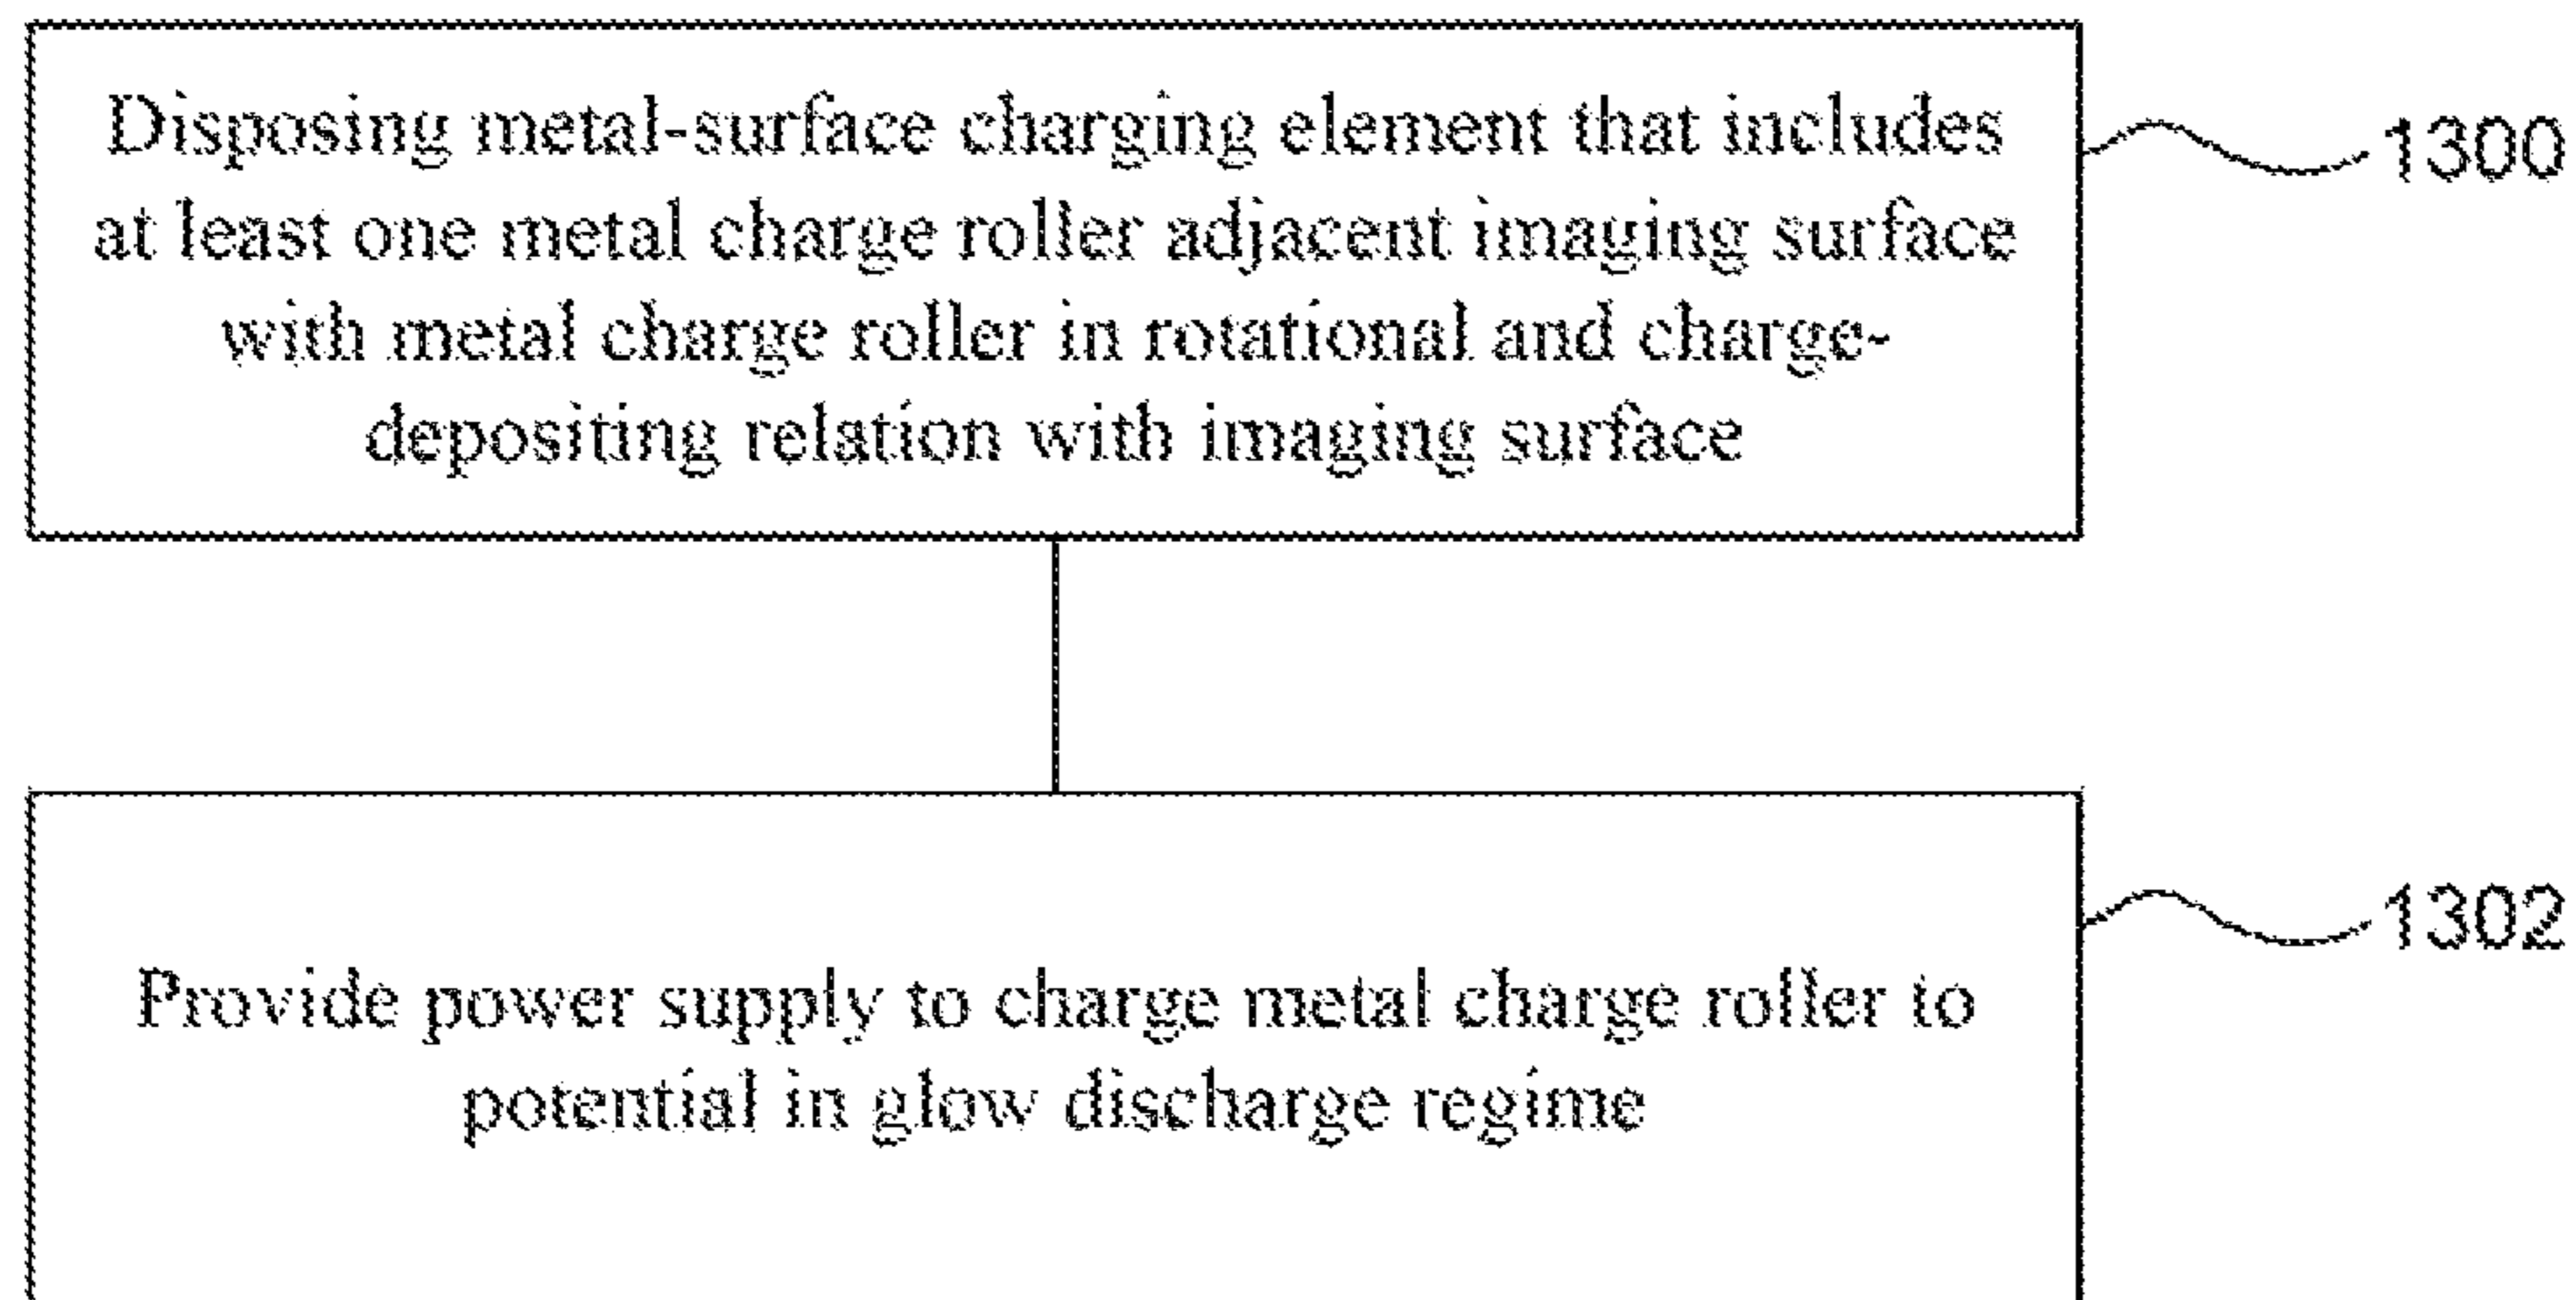 Disposing metal-surface charging element that includes
at least one metal charge roller adjacent imaging surface
with metal charge roller in rotational and charge-
depositing relation with imaging surface
1300
Provide power supply to charge metal charge roller to
potential in glow discharge regime
1302